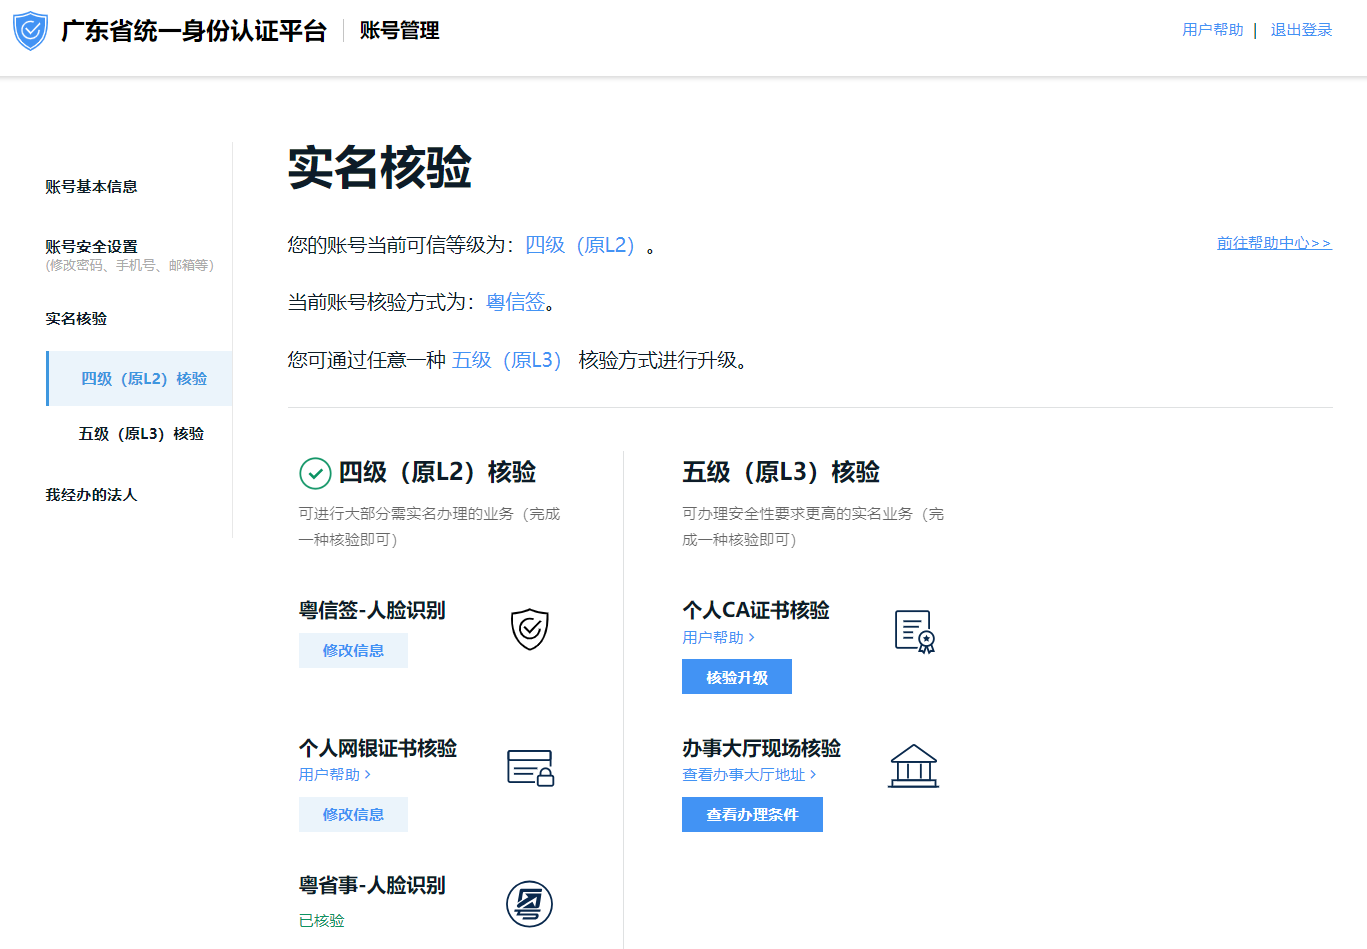 广东省统一身份认证平台
账号管理
用户帮助 | 退出登录
账号基本信息
账号安全设置
(修改密码、手机号、邮箱等)
实名核验
四级（原L2）核验
五级（原L3）核验
我经办的法人
实名核验
您的账号当前可信等级为：四级（原L2）。
前往帮助中心>>
当前账号核验方式为：粤信签。
您可通过任意一种 五级（原L3） 核验方式进行升级。
四级（原L2）核验
可进行大部分需实名办理的业务（完成
一种核验即可）
粤信签-人脸识别
修改信息
个人网银证书核验
用户帮助 >
修改信息
粤省事-人脸识别
已核验
五级（原L3）核验
可办理安全性要求更高的实名业务（完
成一种核验即可）
个人CA证书核验
用户帮助 >
核验升级
办事大厅现场核验
查看办事大厅地址 >
查看办理条件